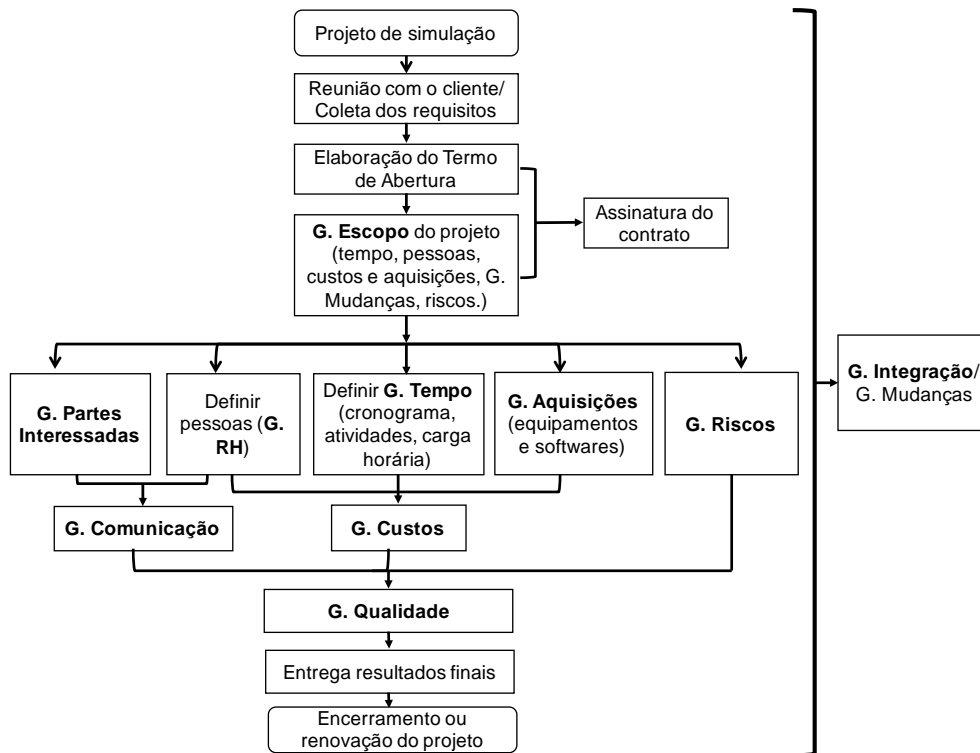 Projeto de simulação
Reunião com o cliente/
Coleta dos requisitos
Elaboração do Termo
de Abertura
G. Escopo do projeto
(tempo, pessoas,
custos e aquisições, G.
Mudanças, riscos.)
Assinatura do
contrato
G. Partes
Interessadas
Definir
pessoas (G.
RH)
Definir G. Tempo
(cronograma,
atividades, carga
horária)
G. Aquisições
(equipamentos
e softwares)
G. Riscos
G. Integração/
G. Mudanças
G. Comunicação
G. Custos
G. Qualidade
Entrega resultados finais
Encerramento ou
renovação do projeto